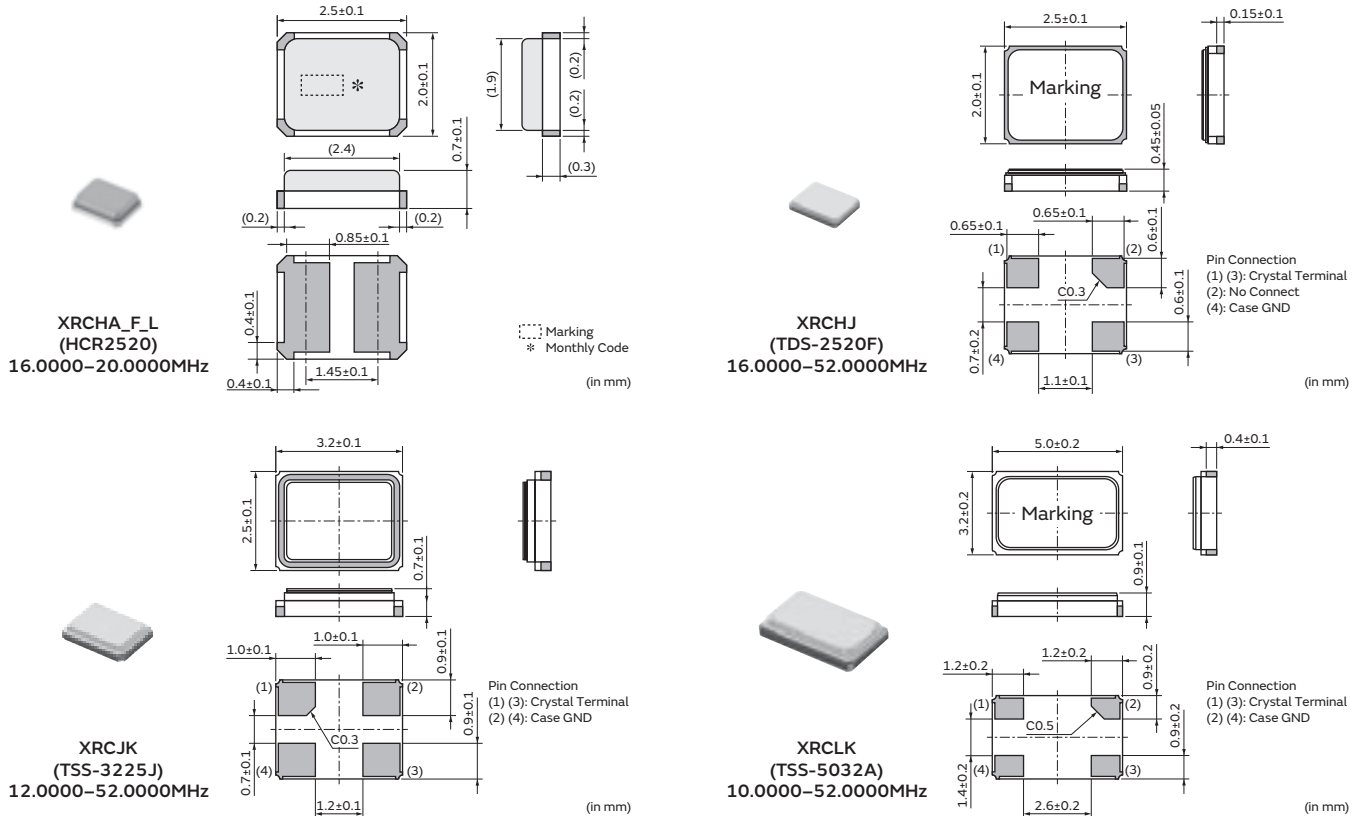 2.5±0.1
2.0±0.1
*
(2.4)
0.7±0.1
(0.2)
(0.2)
(1.9)
(0.2)
(0.2)
(0.3)
0.85±0.1
0.4±0.1
0.4±0.1
1.45±0.1
XRCHA_F_L
(HCR2520)
16.0000–20.0000MHz
Marking
* Monthly Code
(in mm)
2.5±0.1
0.15±0.1
2.0±0.1
Marking
0.45±0.05
0.65±0.1
0.65±0.1
0.6±0.1
(1)
(2)
C0.3
0.6±0.1
0.7±0.2
(4)
(3)
1.1±0.1
Pin Connection
(1) (3): Crystal Terminal
(2): No Connect
(4): Case GND
XRCHJ
(TDS-2520F)
16.0000–52.0000MHz
(in mm)
3.2±0.1
2.5±0.1
0.7±0.1
1.0±0.1
1.0±0.1
0.9±0.1
(1)
(2)
C0.3
0.9±0.1
0.7±0.1
(4)
(3)
1.2±0.1
Pin Connection
(1) (3): Crystal Terminal
(2) (4): Case GND
XRCJK
(TSS-3225J)
12.0000–52.0000MHz
(in mm)
5.0±0.2
0.4±0.1
3.2±0.2
Marking
0.9±0.1
1.2±0.2
1.2±0.2
0.9±0.2
(1)
(2)
C0.5
0.9±0.2
1.4±0.2
(4)
(3)
2.6±0.2
Pin Connection
(1) (3): Crystal Terminal
(2) (4): Case GND
XRCLK
(TSS-5032A)
10.0000–52.0000MHz
(in mm)